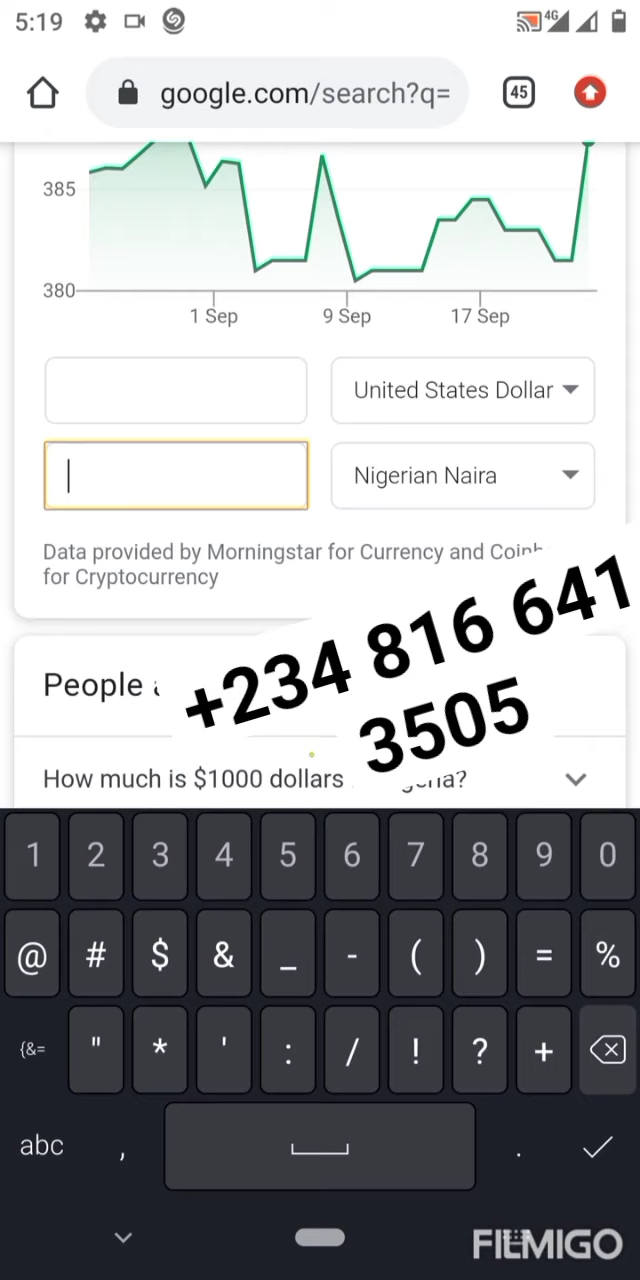 5:19
4G
google.com/search?q=
45
385
380
1 Sep
9 Sep
17 Sep
United States Dollar
Nigerian Naira
Data provided by Morningstar for Currency and
for Cryptocurrency
+234 816 641
3505
People
How much is $1000 dollars
1 2 3 4 5 6 7 8 9 0
@ # $ & _ - ( ) = %
{&= " * ' : / ! ? +
abc , .
FILMIGO